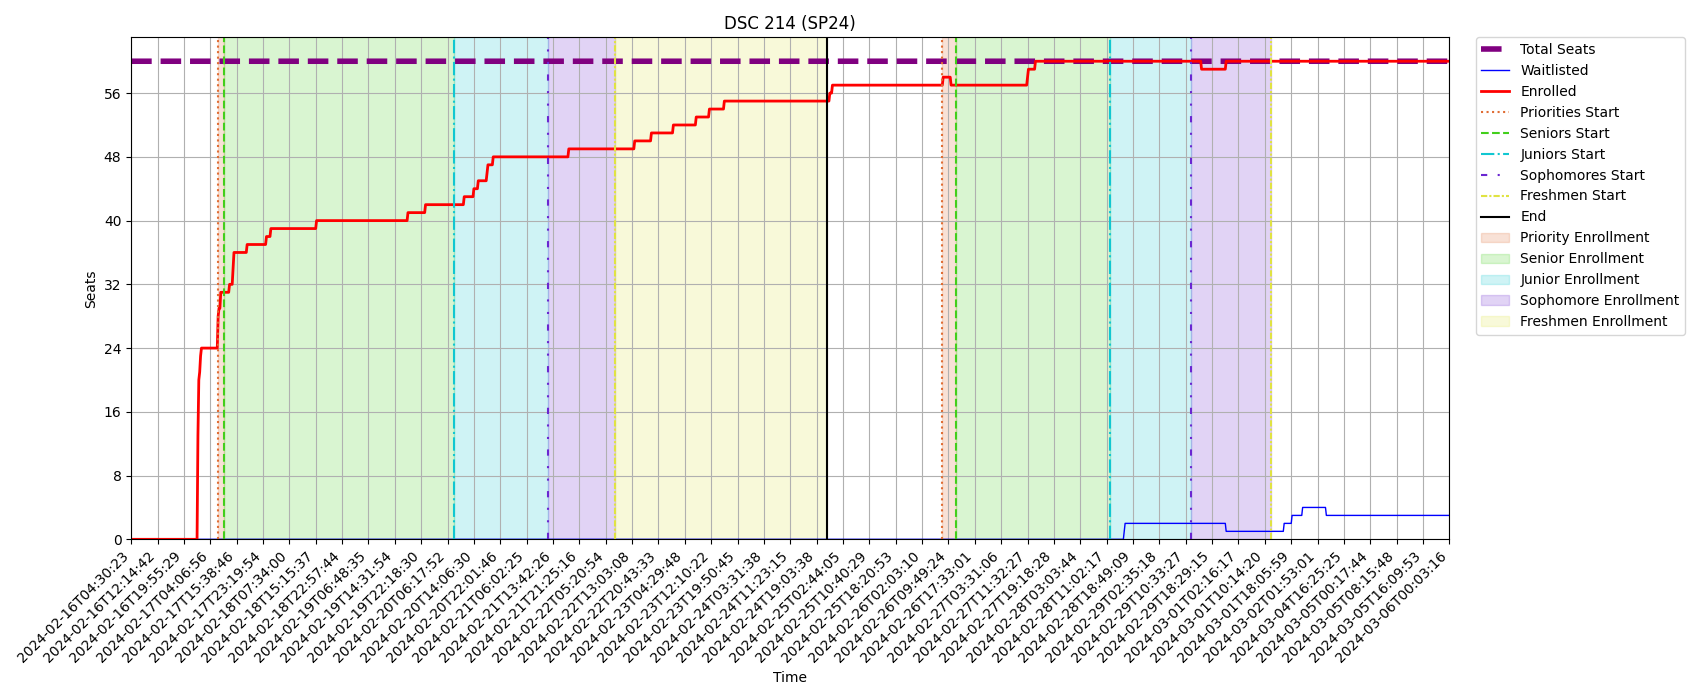 DSC 214 (SP24)
Seats
56
48
40
32
24
16
8
0
2024-02-16T04:30:23
2024-02-16T12:14:42
2024-02-16T19:55:29
2024-02-17T04:06:56
2024-02-17T15:38:46
2024-02-17T23:19:54
2024-02-18T07:34:00
2024-02-18T15:15:37
2024-02-18T22:57:44
2024-02-19T06:48:35
2024-02-19T14:31:54
2024-02-19T22:18:30
2024-02-20T06:17:52
2024-02-20T14:06:30
2024-02-20T22:01:46
2024-02-21T06:02:25
2024-02-21T13:42:26
2024-02-21T21:25:16
2024-02-22T05:20:54
2024-02-22T13:03:08
2024-02-22T20:43:33
2024-02-23T04:29:48
2024-02-23T12:10:22
2024-02-23T19:50:45
2024-02-24T03:31:38
2024-02-24T11:23:15
2024-02-24T19:03:38
2024-02-25T02:44:05
2024-02-25T10:40:29
2024-02-25T18:20:53
2024-02-26T02:03:10
2024-02-26T09:49:24
2024-02-26T17:33:01
2024-02-27T03:31:06
2024-02-27T11:32:27
2024-02-27T19:18:28
2024-02-28T03:03:44
2024-02-28T11:02:17
2024-02-28T18:49:09
2024-02-29T02:35:18
2024-02-29T10:33:27
2024-02-29T18:29:15
2024-03-01T02:16:17
2024-03-01T10:14:20
2024-03-01T18:05:59
2024-03-02T01:53:01
2024-03-04T16:25:25
2024-03-05T00:17:44
2024-03-05T08:15:48
2024-03-05T16:09:53
2024-03-06T00:03:16
Time
Total Seats
Waitlisted
Enrolled
Priorities Start
Seniors Start
Juniors Start
Sophomores Start
Freshmen Start
End
Priority Enrollment
Senior Enrollment
Junior Enrollment
Sophomore Enrollment
Freshmen Enrollment